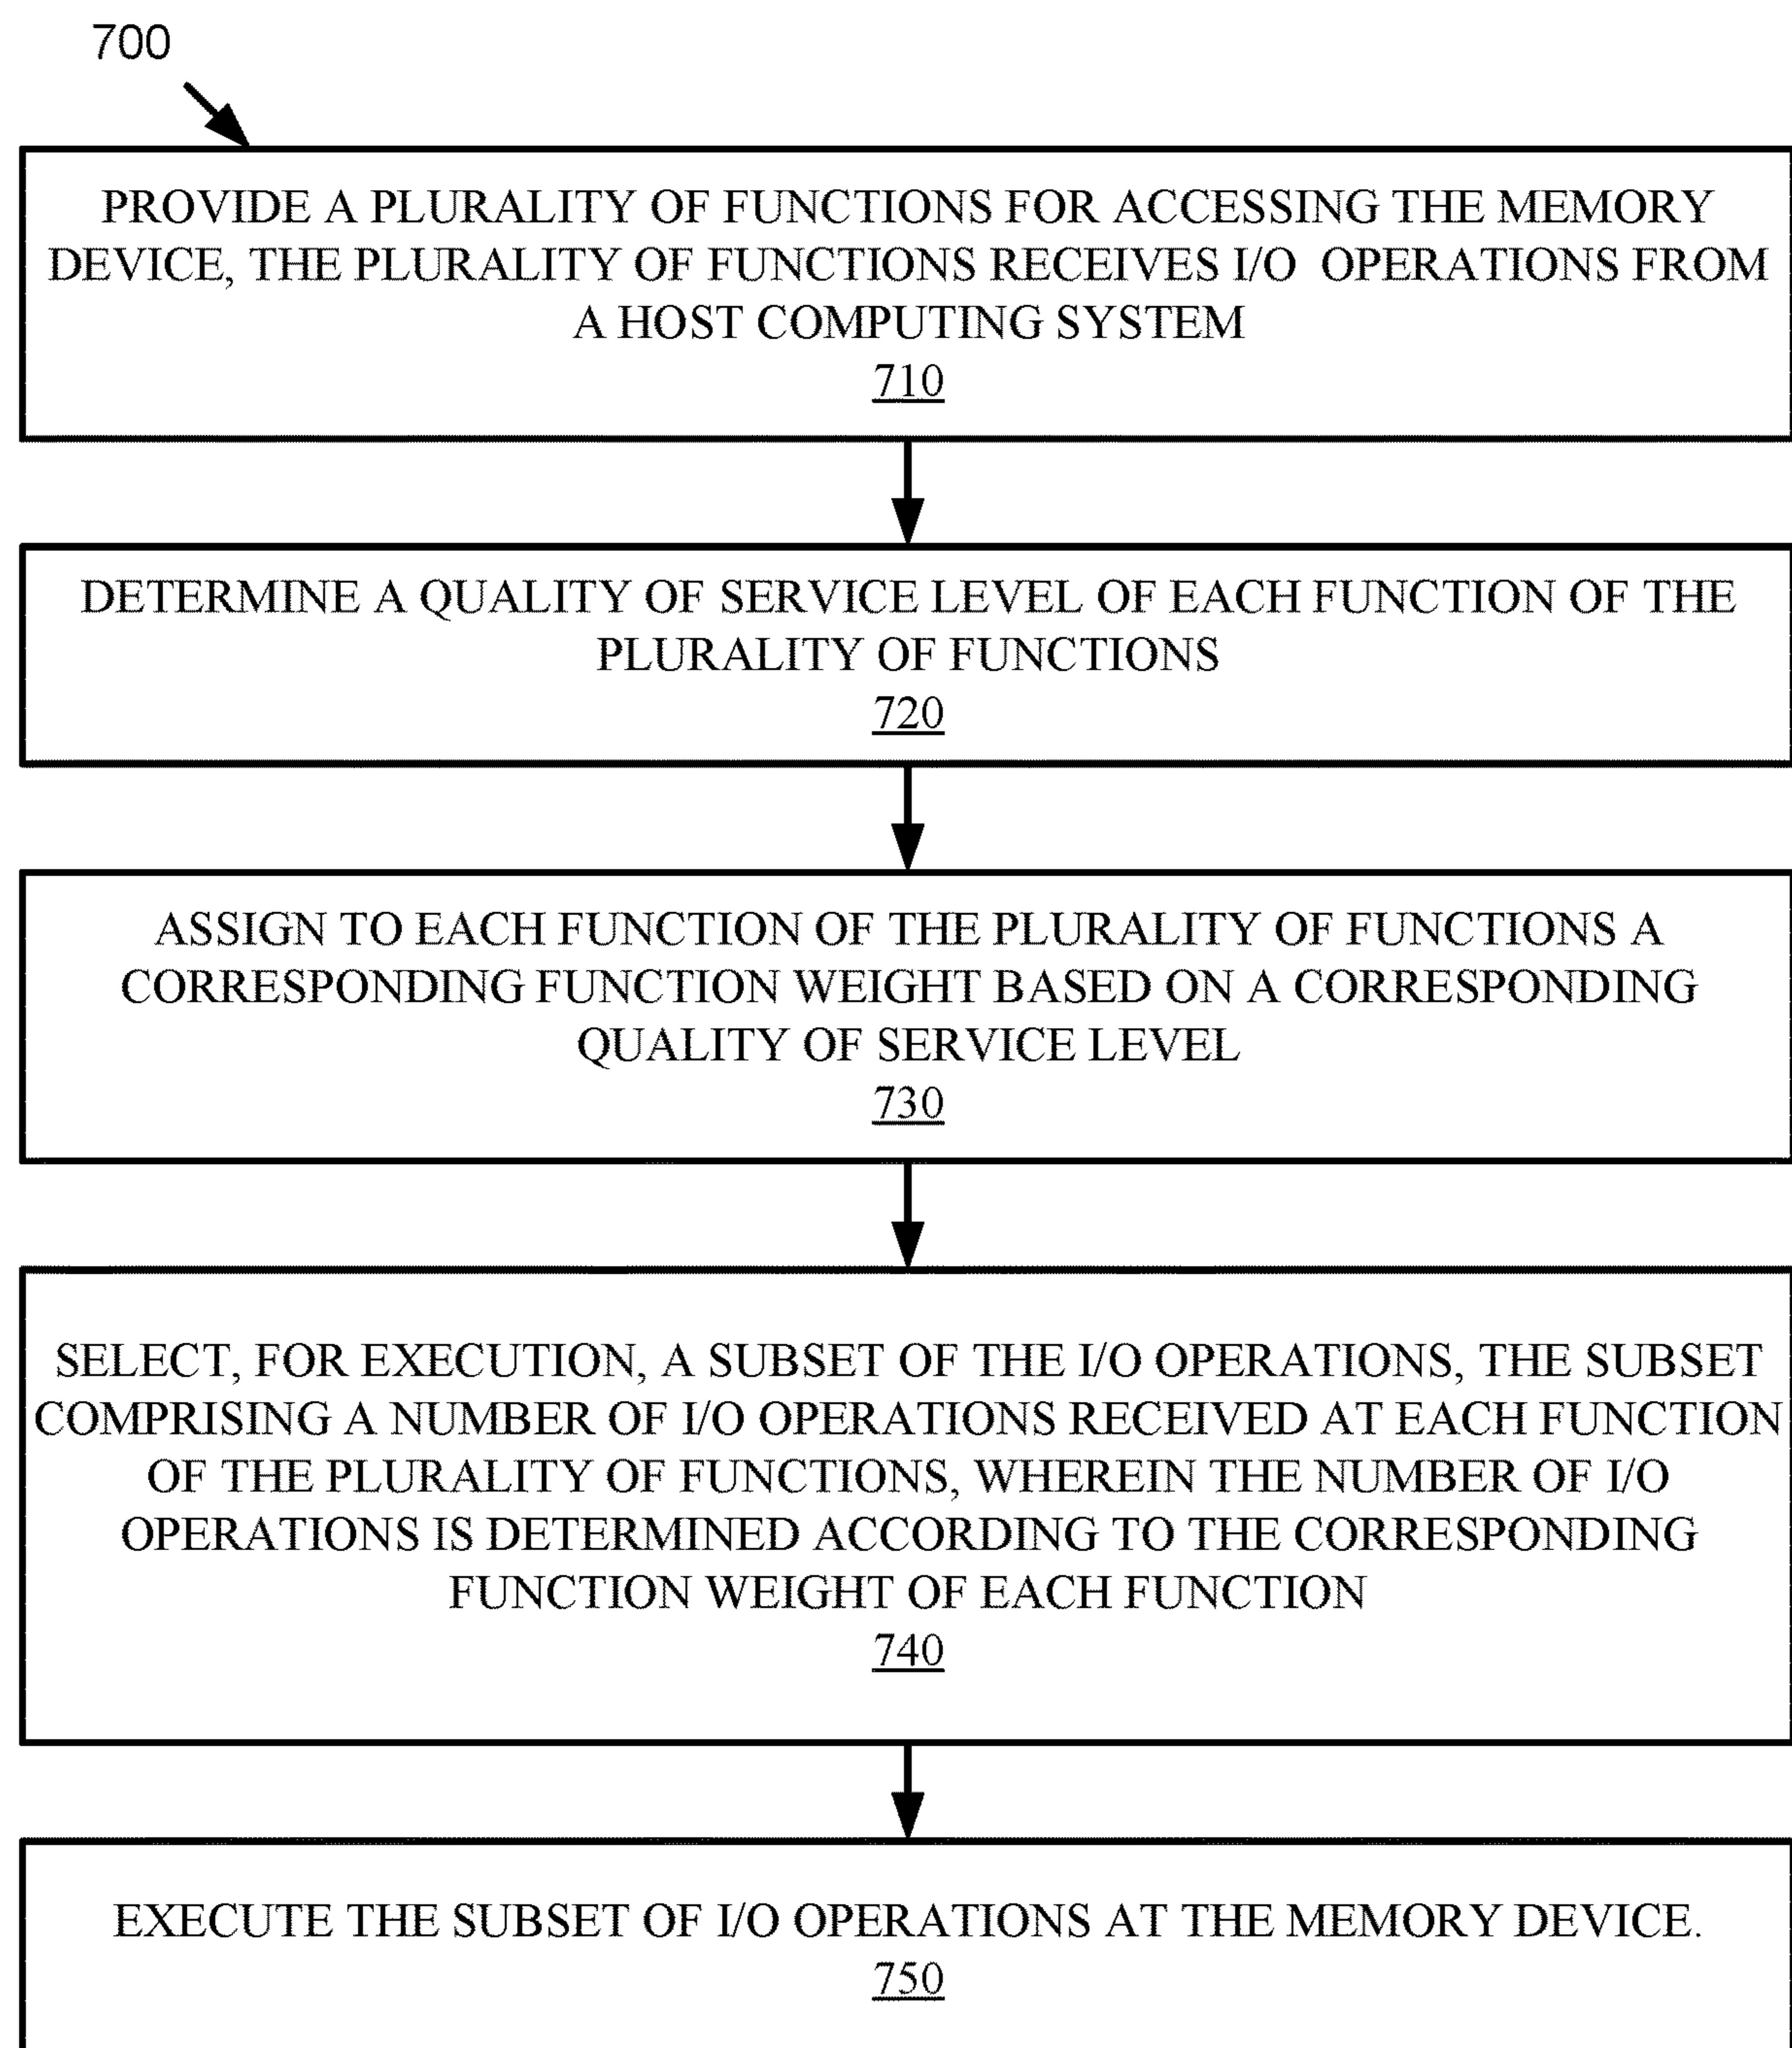 700
PROVIDE A PLURALITY OF FUNCTIONS FOR ACCESSING THE MEMORY
DEVICE, THE PLURALITY OF FUNCTIONS RECEIVES I/O OPERATIONS FROM
A HOST COMPUTING SYSTEM
710
DETERMINE A QUALITY OF SERVICE LEVEL OF EACH FUNCTION OF THE
PLURALITY OF FUNCTIONS
720
ASSIGN TO EACH FUNCTION OF THE PLURALITY OF FUNCTIONS A
CORRESPONDING FUNCTION WEIGHT BASED ON A CORRESPONDING
QUALITY OF SERVICE LEVEL
730
SELECT, FOR EXECUTION, A SUBSET OF THE I/O OPERATIONS, THE SUBSET
COMPRISING A NUMBER OF I/O OPERATIONS RECEIVED AT EACH FUNCTION
OF THE PLURALITY OF FUNCTIONS, WHEREIN THE NUMBER OF I/O
OPERATIONS IS DETERMINED ACCORDING TO THE CORRESPONDING
FUNCTION WEIGHT OF EACH FUNCTION
740
EXECUTE THE SUBSET OF I/O OPERATIONS AT THE MEMORY DEVICE.
750